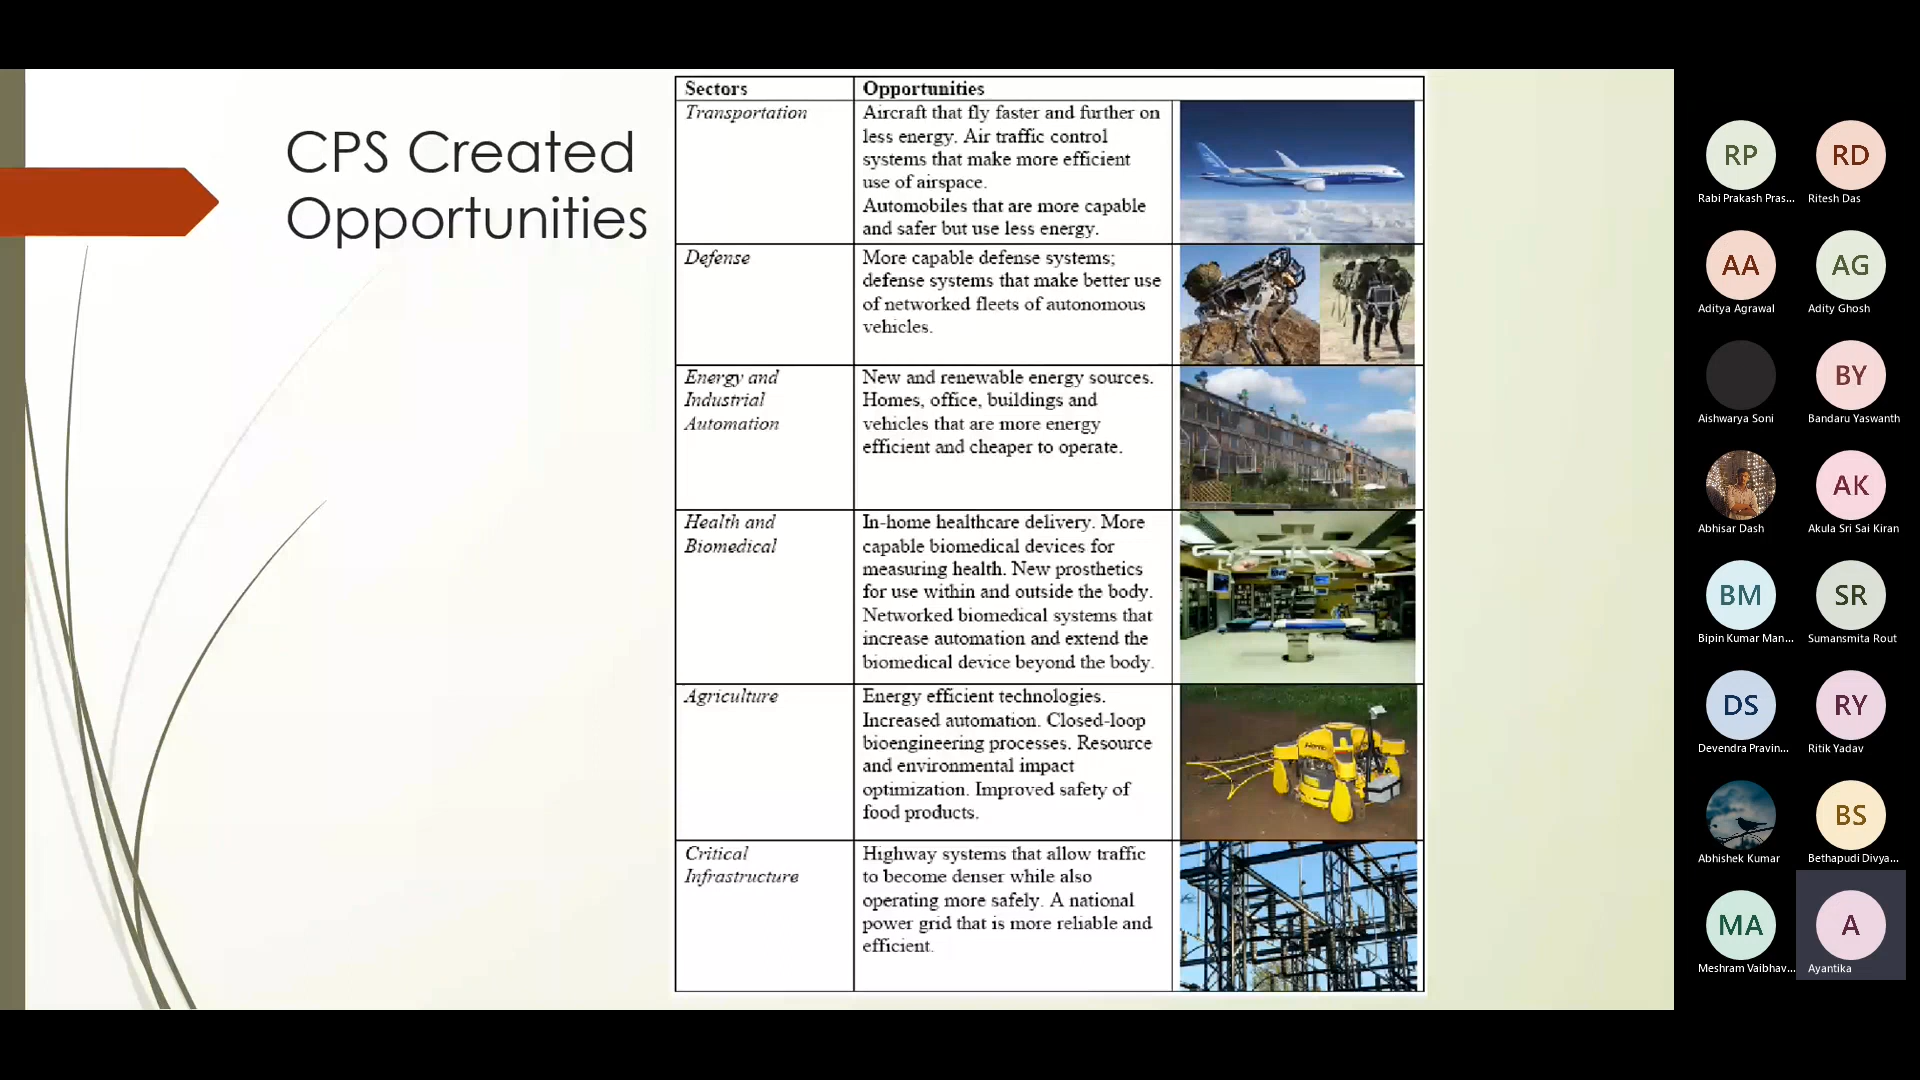 CPS Created
Opportunities
Sectors
Opportunities
Transportation
Aircraft that fly faster and further on
less energy. Air traffic control
systems that make more efficient
use of airspace.
Automobiles that are more capable
and safer but use less energy.
Defense
More capable defense systems;
defense systems that make better use
of networked fleets of autonomous
vehicles.
Energy and
Industrial
Automation
New and renewable energy sources.
Homes, office, buildings and
vehicles that are more energy
efficient and cheaper to operate.
Health and
Biomedical
In-home healthcare delivery. More
capable biomedical devices for
measuring health. New prosthetics
for use within and outside the body.
Networked biomedical systems that
increase automation and extend the
biomedical device beyond the body.
Agriculture
Energy efficient technologies.
Increased automation. Closed-loop
bioengineering processes. Resource
and environmental impact
optimization. Improved safety of
food products.
Critical
Infrastructure
Highway systems that allow traffic
to become denser while also
operating more safely. A national
power grid that is more reliable and
efficient.
RP
Rabi Prakash Pras...
RD
Ritesh Das
AA
Aditya Agrawal
AG
Adity Ghosh
Aishwarya Soni
BY
Bandaru Yaswanth
Abhisar Dash
AK
Akula Sri Sai Kiran
BM
Bipin Kumar Man...
SR
Sumansmita Rout
DS
Devendra Pravin...
RY
Ritik Yadav
Abhishek Kumar
BS
Bethapudi Divya...
MA
Meshram Vaibhav...
A
Ayantika